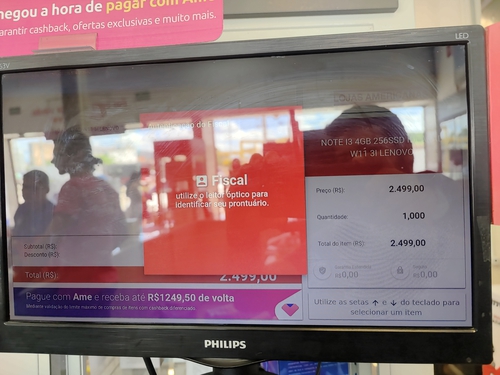 hegou a hora de pagar com Ame
arantir cashback, ofertas exclusivas e muito mais.
LED
Fiscal
utilize o leitor óptico para
identificar seu prontuário.
NOTE I3 4GB 256SSD
W11 3I LENOVO
Preço (R$): 2.499,00
Quantidade: 1,000
Total do Item (R$): 2.499,00
R$0,00 R$0,00
Subtotal (R$):
Desconto (R$):
Total (R$): 2.499,00
Pague com Ame e receba até R$1249,50 de volta
Utilize as setas ↑ e ↓ do teclado para
selecionar um item
PHILIPS